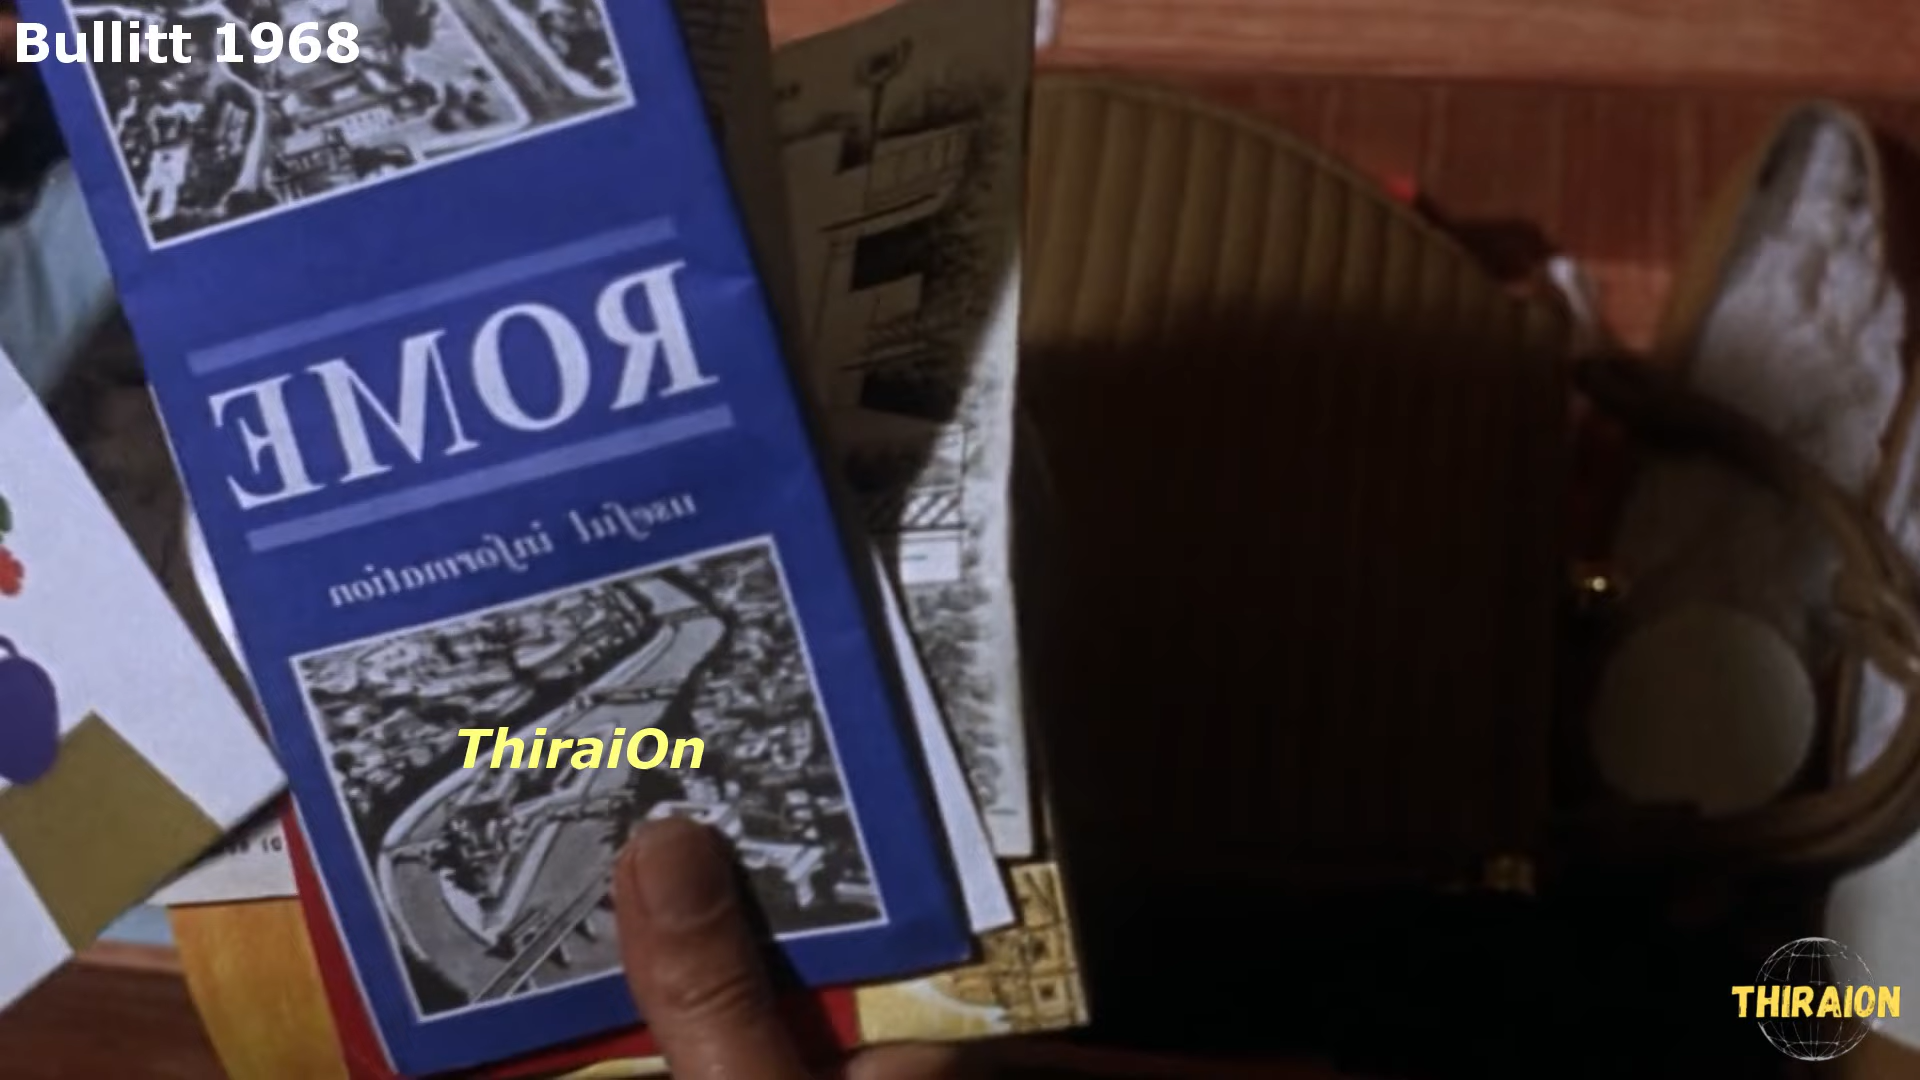 Bullitt 1968
ROME
useful information
ThiraiOn
THIRAION